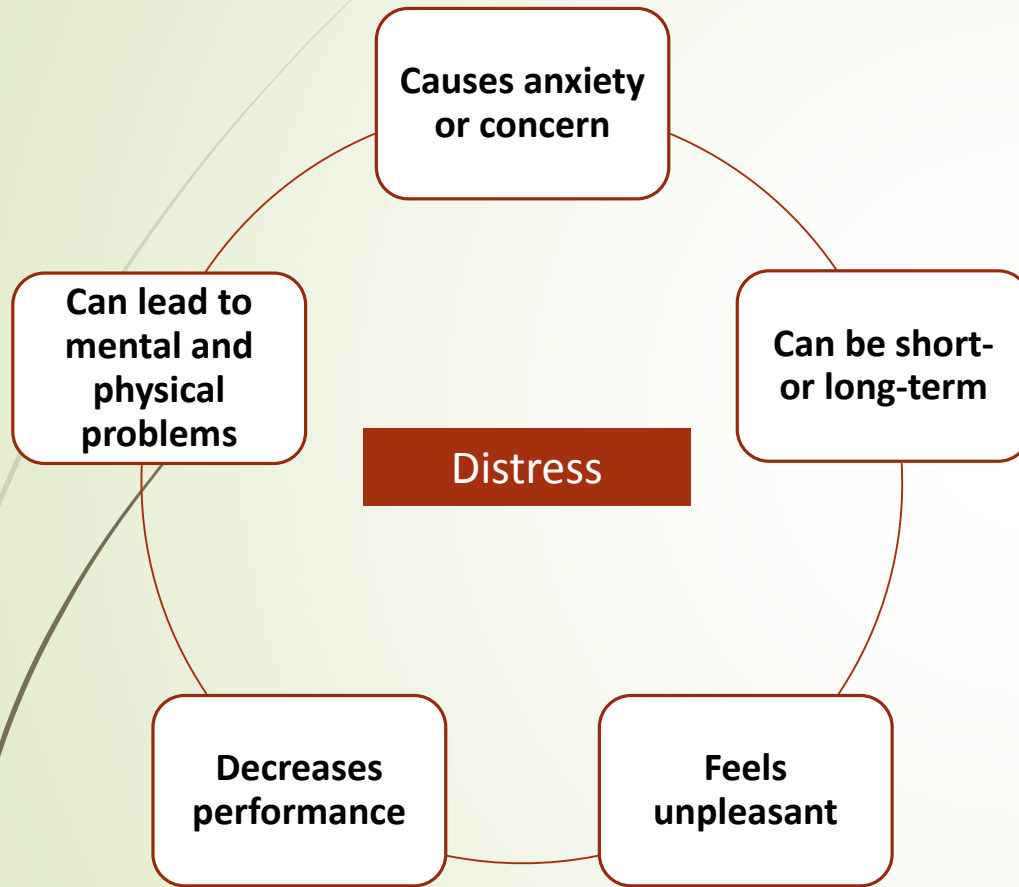 Causes anxiety
or concern
Can be short-
or long-term
Feels
unpleasant
Decreases
performance
Can lead to
mental and
physical
problems
Distress